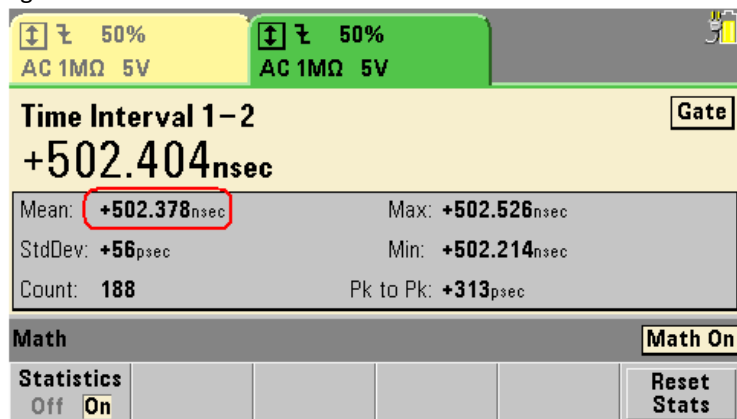 50% 50%
AC 1MΩ 5V AC 1MΩ 5V
Time Interval 1–2 Gate
+502.404nsec
Mean: +502.378nsec Max: +502.526nsec
StdDev: +56psec Min: +502.214nsec
Count: 188 Pk to Pk: +313psec
Math Math On
Statistics Reset
Off On Stats